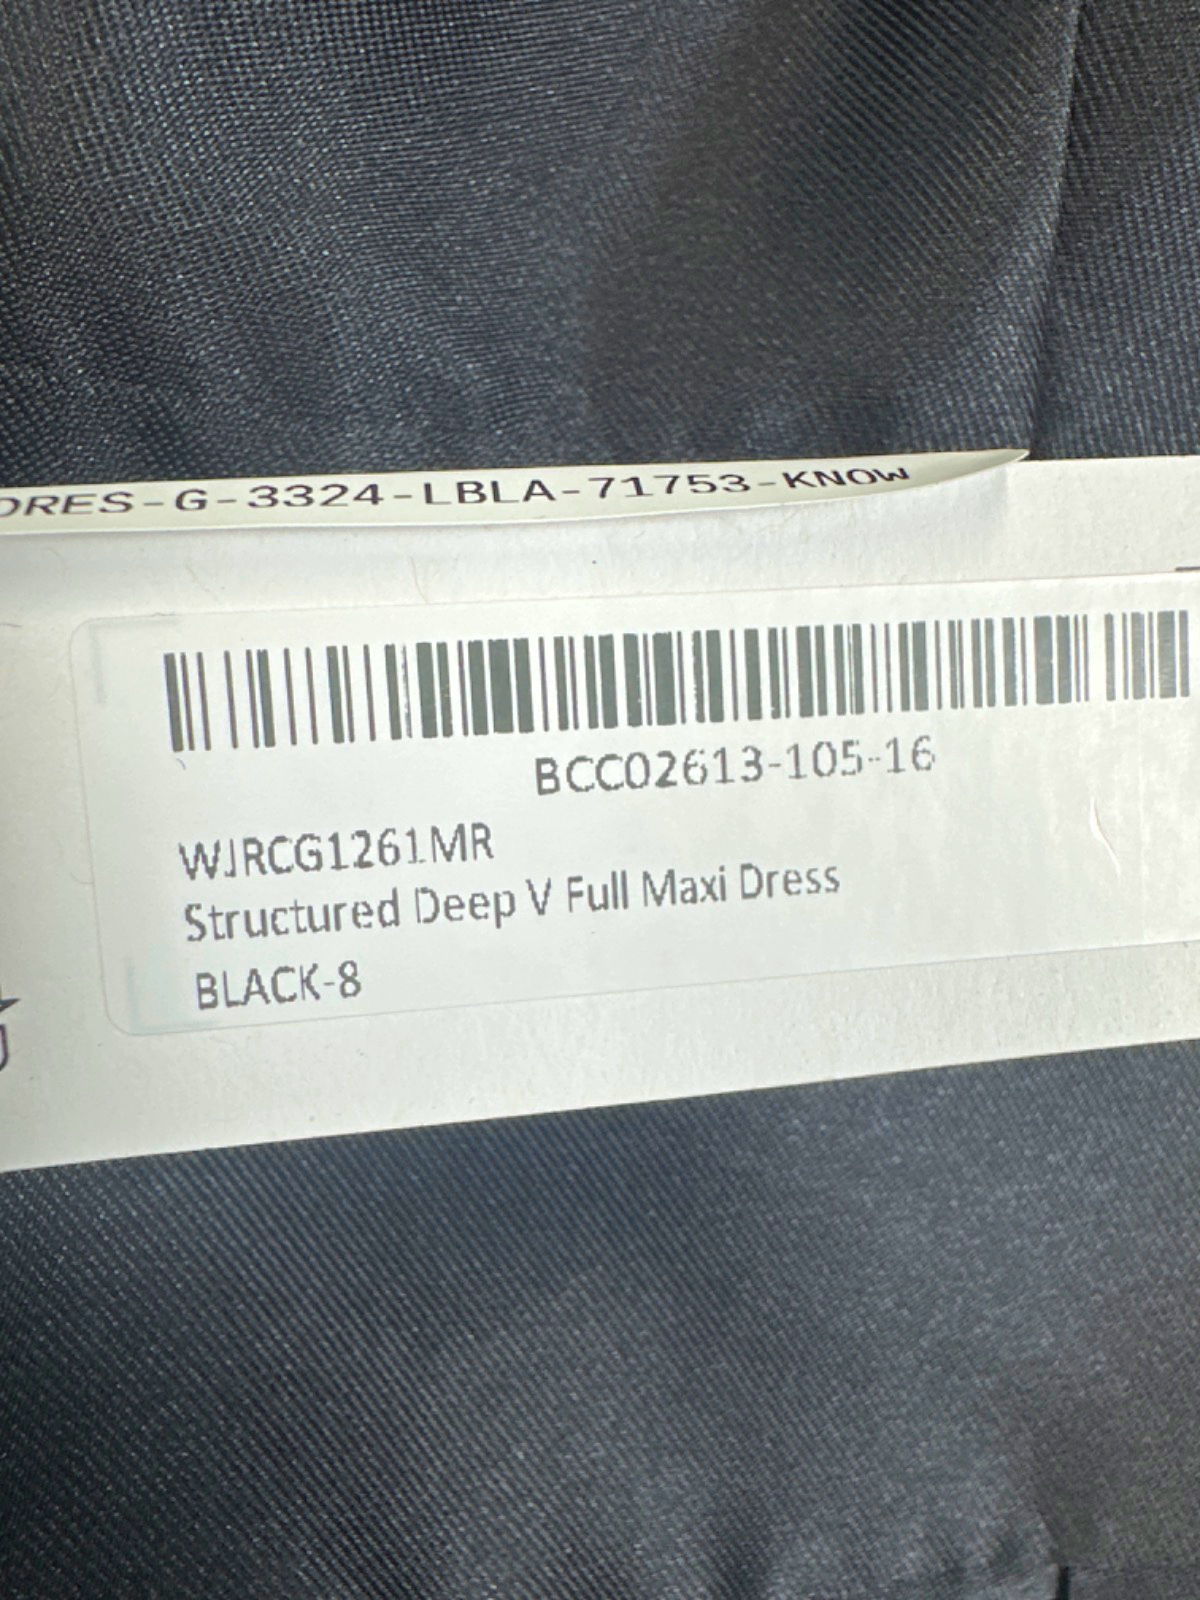 DRES-G-3324-LBLA-71753-KNOW
BCC02613-105-16
WJRCG1261MR
Structured Deep V Full Maxi Dress
BLACK-8